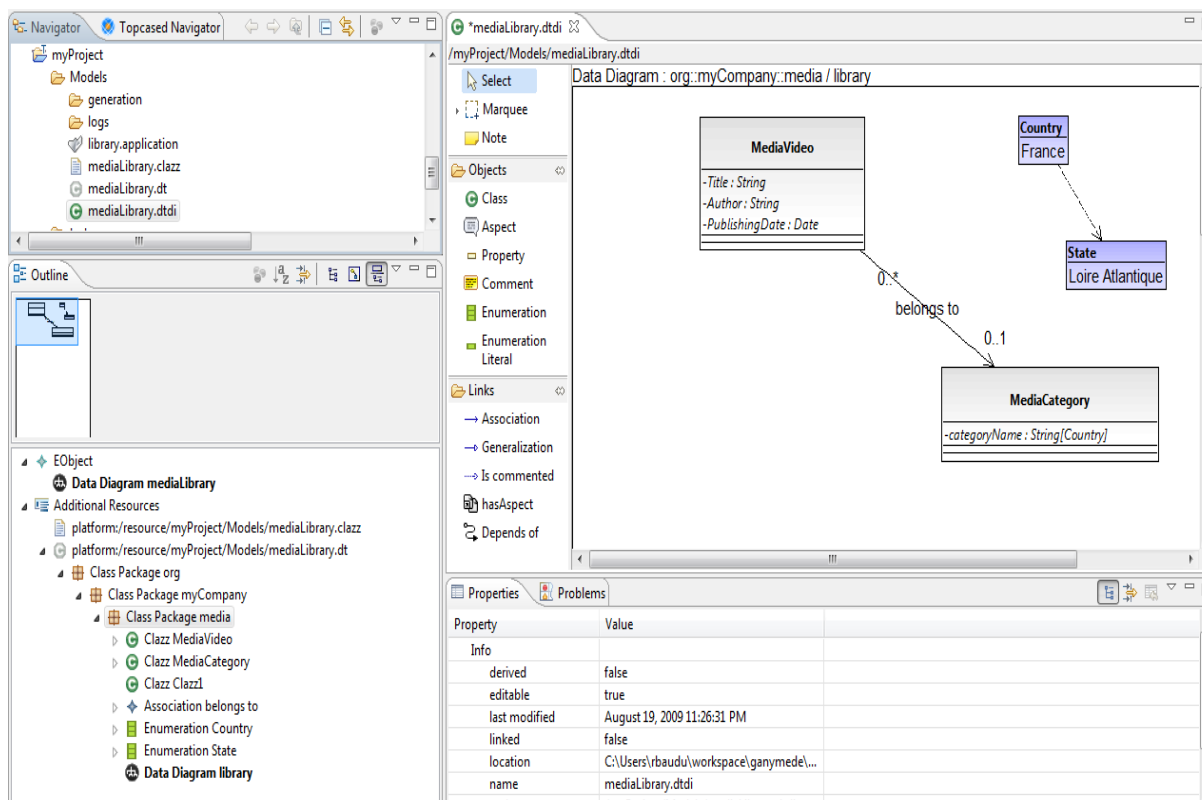 Navigator
Topcased Navigator
myProject
Models
generation
logs
library.application
mediaLibrary.clazz
mediaLibrary.dt
mediaLibrary.dtdi
Outline
EObject
Data Diagram mediaLibrary
Additional Resources
platform:/resource/myProject/Models/mediaLibrary.clazz
platform:/resource/myProject/Models/mediaLibrary.dt
Class Package org
Class Package myCompany
Class Package media
Clazz MediaVideo
Clazz MediaCategory
Clazz Clazz1
Association belongs to
Enumeration Country
Enumeration State
Data Diagram library
*mediaLibrary.dtdi
/myProject/Models/mediaLibrary.dtdi
Select
Marquee
Note
Objects
Class
Aspect
Property
Comment
Enumeration
Enumeration
Literal
Links
Association
Generalization
Is commented
hasAspect
Depends of
Data Diagram : org::myCompany::media / library
MediaVideo
-Title : String
-Author : String
-PublishingDate : Date
Country
France
State
Loire Atlantique
0..*
belongs to
0..1
MediaCategory
-categoryName : String[Country]
Properties
Problems
Property Value
Info
derived false
editable true
last modified August 19, 2009 11:26:31 PM
linked false
location C:\Users\rbaudu\workspace\ganymede\...
name mediaLibrary.dtdi